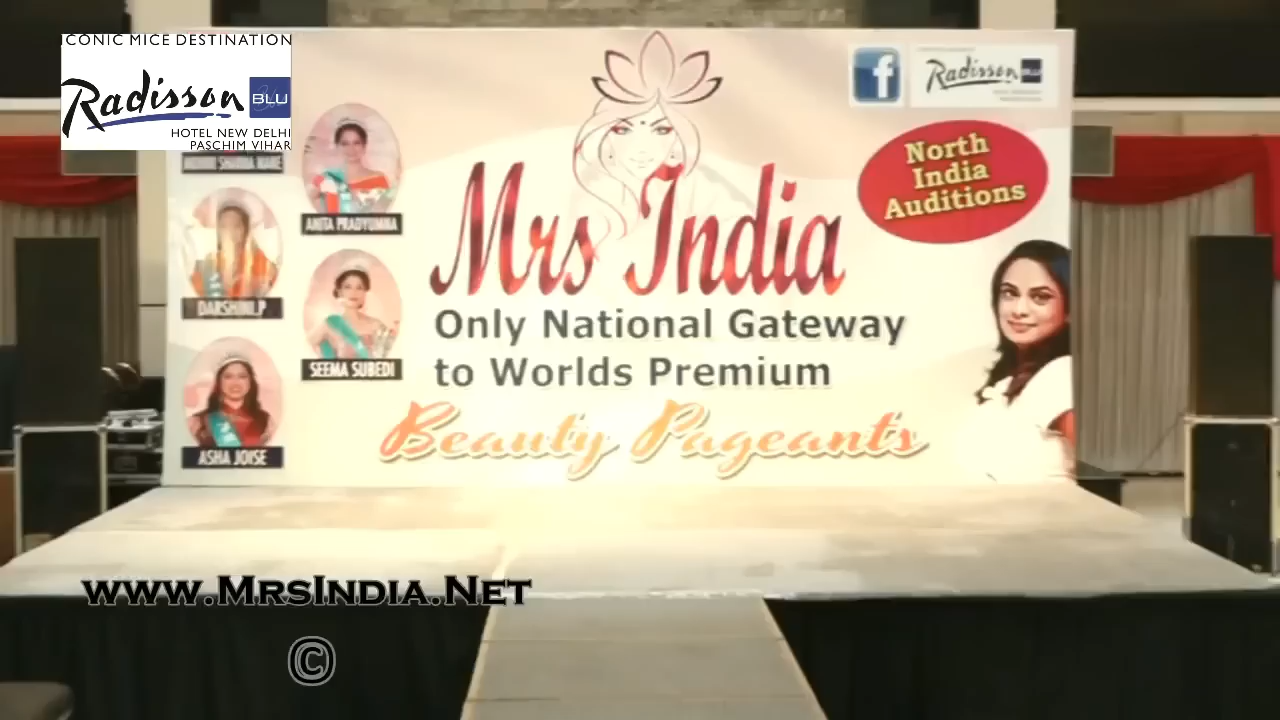 ICONIC MICE DESTINATION
Radisson BLU
HOTEL NEW DELHI
PASCHIM VIHAR
f
Radisson BLU
North
India
Auditions
ANITA PRADYUMNA
DARSHINI.P
SEEMA SUBEDI
ASHA JOISE
Mrs India
Only National Gateway
to Worlds Premium
Beauty Pageants
www.MrsIndia.Net
©